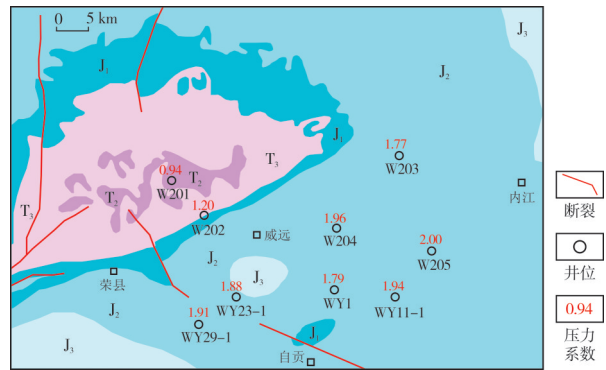 0 5 km
J3
J1
J2
J1
1.77
W203
T3
0.94
T2
W201
T2
内江
T3
1.20
W202
1.96
W204
威远
2.00
W205
J2
荣县
J3
1.88
WY23-1
1.79
WY1
1.94
WY11-1
J2
1.91
WY29-1
J1
J3
自贡
断裂
井位
0.94
压力
系数